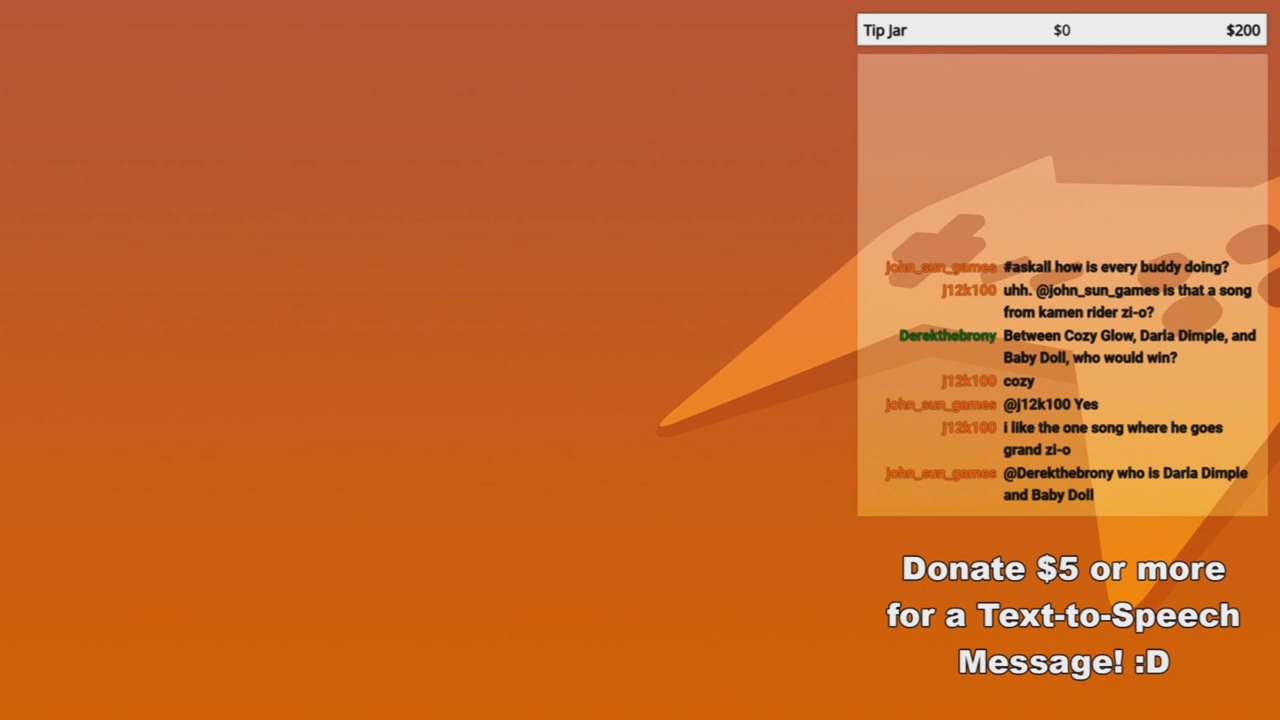 Tip Jar $0 $200
john_sun_games #askall how is every buddy doing?
j12k100 uhh. @john_sun_games is that a song
from kamen rider zi-o?
Derekthebrony Between Cozy Glow, Darla Dimple, and
Baby Doll, who would win?
j12k100 cozy
john_sun_games @j12k100 Yes
j12k100 i like the one song where he goes
grand zi-o
john_sun_games @Derekthebrony who is Darla Dimple
and Baby Doll
Donate $5 or more
for a Text-to-Speech
Message! :D